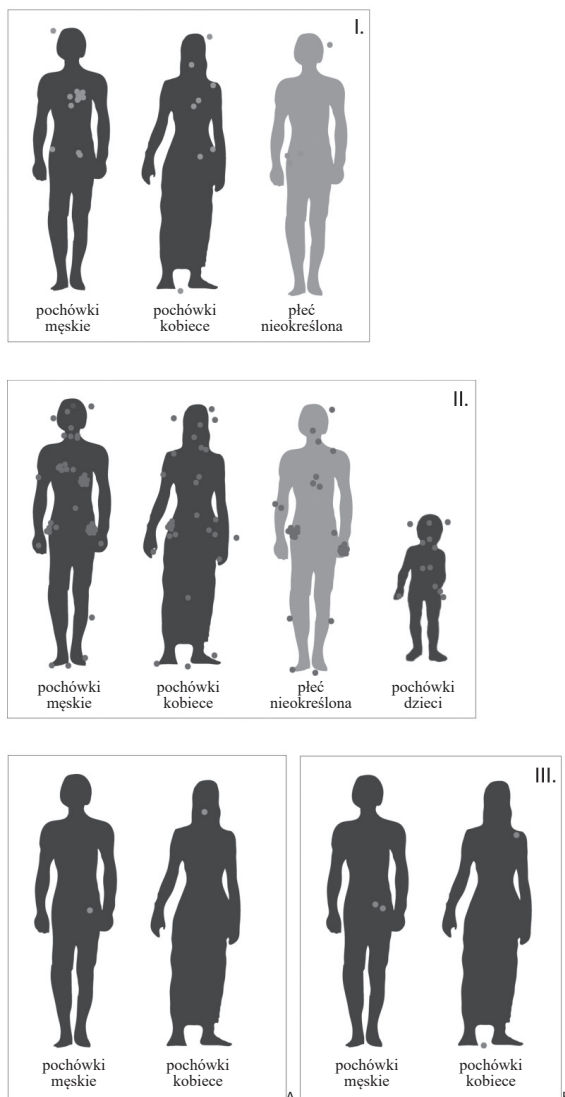 I.
pochówki
męskie
pochówki
kobiece
płeć
nieokreślona
II.
pochówki
męskie
pochówki
kobiece
płeć
nieokreślona
pochówki
dzieci
III.
pochówki
męskie
pochówki
kobiece
pochówki
męskie
pochówki
kobiece